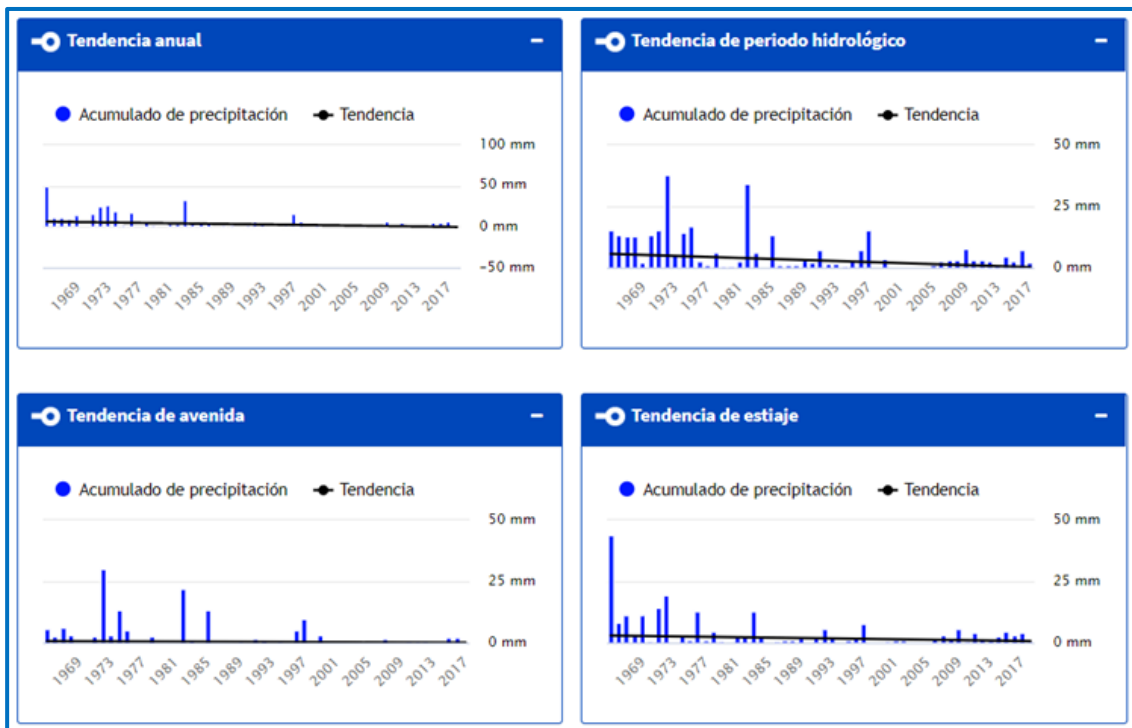 Tendencia anual
Acumulado de precipitación Tendencia
100 mm
50 mm
0 mm
-50 mm
1969 1973 1977 1981 1985 1989 1993 1997 2001 2005 2009 2013 2017
Tendencia de periodo hidrológico
Acumulado de precipitación Tendencia
50 mm
25 mm
0 mm
1969 1973 1977 1981 1985 1989 1993 1997 2001 2005 2009 2013 2017
Tendencia de avenida
Acumulado de precipitación Tendencia
50 mm
25 mm
0 mm
1969 1973 1977 1981 1985 1989 1993 1997 2001 2005 2009 2013 2017
Tendencia de estiaje
Acumulado de precipitación Tendencia
50 mm
25 mm
0 mm
1969 1973 1977 1981 1985 1989 1993 1997 2001 2005 2009 2013 2017